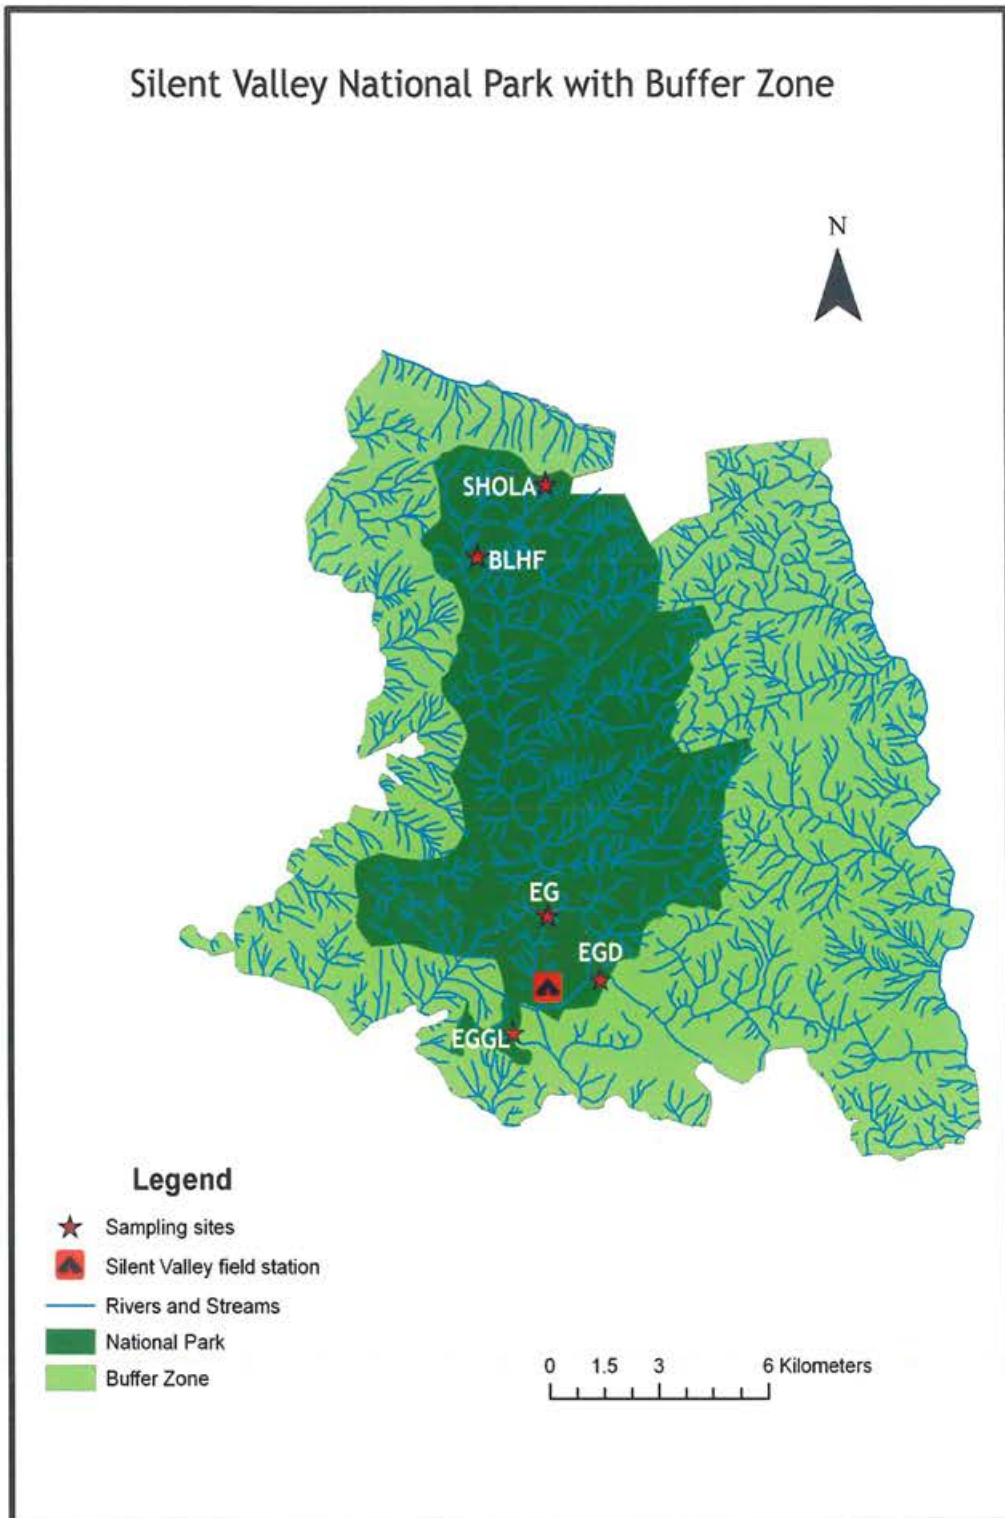 Silent Valley National Park with Buffer Zone
N
SHOLA
BLHF
EG
EGD
EGGL
Legend
Sampling sites
Silent Valley field station
Rivers and Streams
National Park
Buffer Zone
0 1.5 3 6 Kilometers